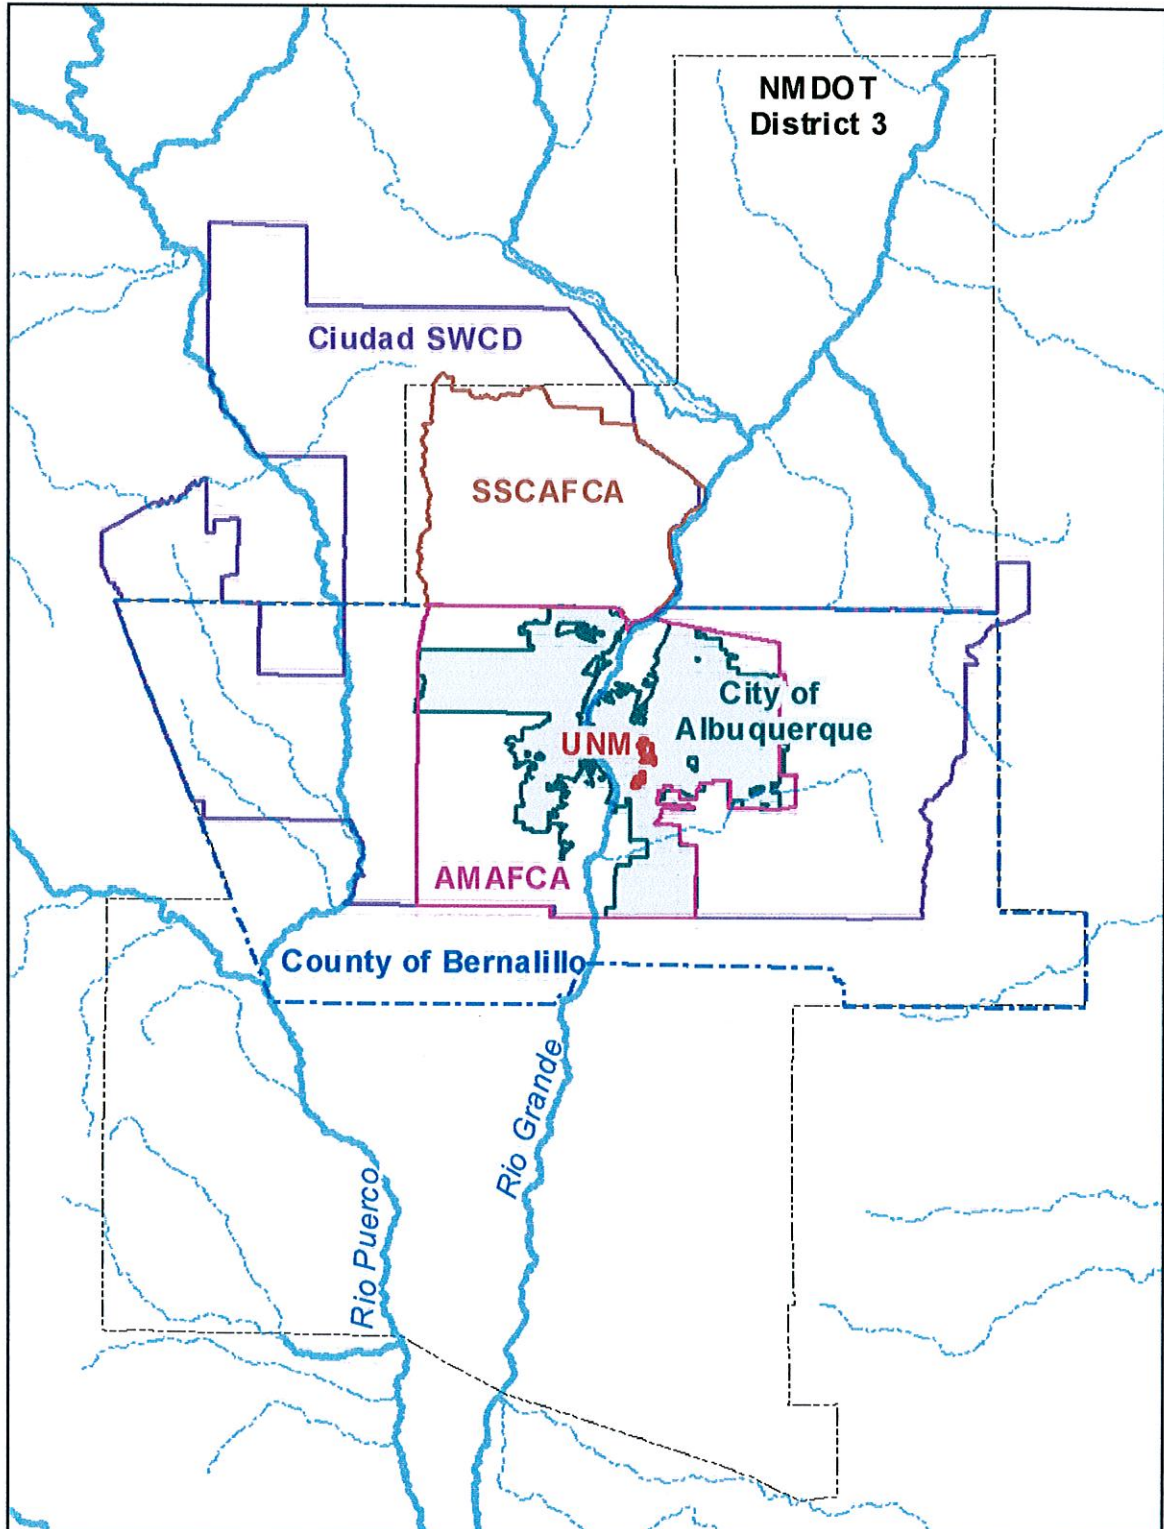 NMDOT
District 3
Ciudad SWCD
SSCAFCA
City of
Albuquerque
UNM
AMAFCA
County of Bernalillo
Rio Grande
Rio Puerco